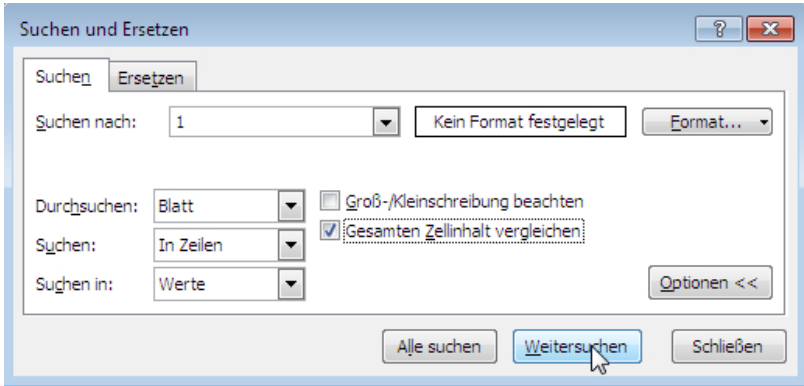 Suchen und Ersetzen
Suchen Ersetzen
Suchen nach: 1 Kein Format festgelegt Format...
Durchsuchen: Blatt Groß-/Kleinschreibung beachten
Suchen: In Zeilen Gesamten Zellinhalt vergleichen
Suchen in: Werte Optionen <<
Alle suchen Weitersuchen Schließen